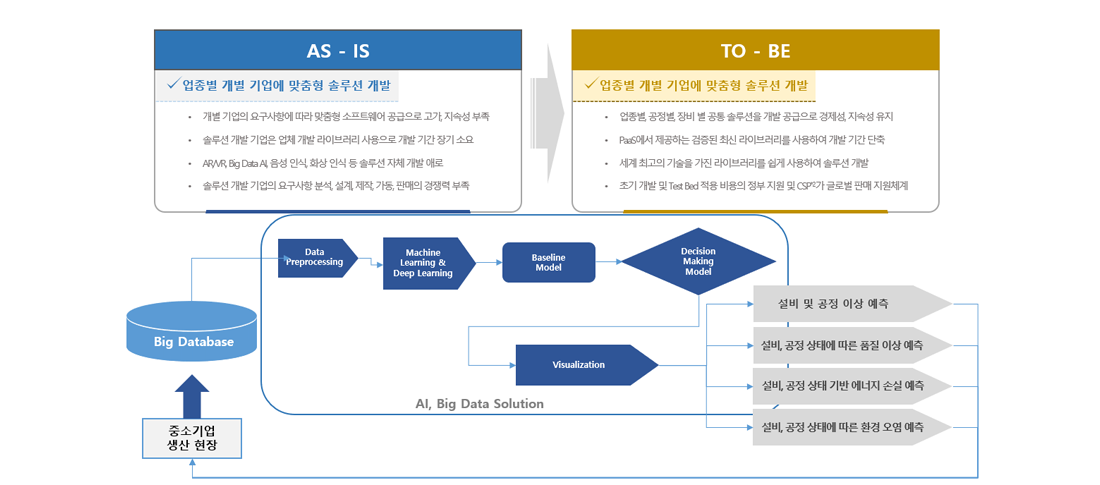 AS - IS
✓업종별 개별 기업에 맞춤형 솔루션 개발
• 개별 기업의 요구사항에 따라 맞춤형 소프트웨어 공급으로 고가, 지속성 부족
• 솔루션 개발 기업은 업체 개발 라이브러리 사용으로 개발 기간 장기 소요
• AR/VR, Big Data AI, 음성 인식, 화상 인식 등 솔루션 자체 개발 애로
• 솔루션 개발 기업의 요구사항 분석, 설계, 제작, 가동, 판매의 경쟁력 부족
TO - BE
✓업종별 개별 기업에 맞춤형 솔루션 개발
• 업종별, 공정별, 장비 별 공통 솔루션을 개발 공급으로 경제성, 지속성 유지
• PaaS에서 제공하는 검증된 최신 라이브러리를 사용하여 개발 기간 단축
• 세계 최고의 기술을 가진 라이브러리를 쉽게 사용하여 솔루션 개발
• 초기 개발 및 Test Bed 적용 비용의 정부 지원 및 CSP가 글로벌 판매 지원체계
Data
Preprocessing
Machine
Learning &
Deep Learning
Baseline
Model
Decision
Making
Model
Visualization
AI, Big Data Solution
Big Database
중소기업
생산 현장
설비 및 공정 이상 예측
설비, 공정 상태에 따른 품질 이상 예측
설비, 공정 상태 기반 에너지 손실 예측
설비, 공정 상태에 따른 환경 오염 예측